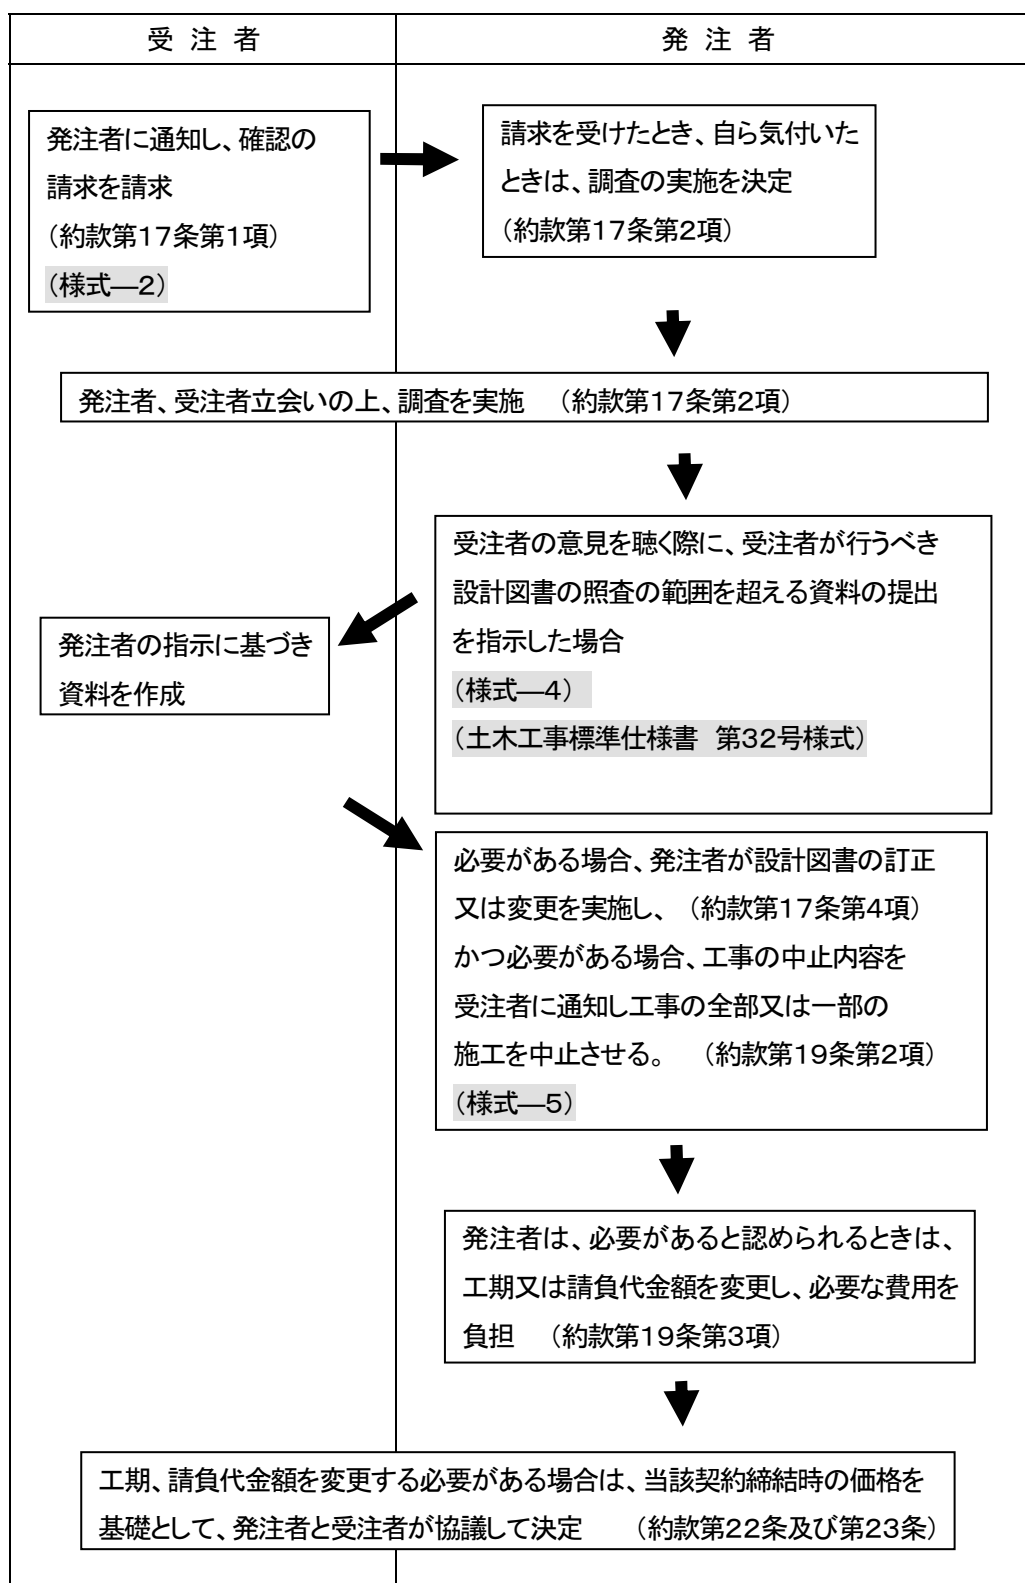 受 注 者
発 注 者
発注者に通知し、確認の
請求を請求
(約款第17条第1項)
(様式―2)
請求を受けたとき、自ら気付いた
ときは、調査の実施を決定
(約款第17条第2項)
発注者、受注者立会いの上、調査を実施 (約款第17条第2項)
受注者の意見を聴く際に、受注者が行うべき
設計図書の照査の範囲を超える資料の提出
を指示した場合
(様式―4)
(土木工事標準仕様書 第32号様式)
発注者の指示に基づき
資料を作成
必要がある場合、発注者が設計図書の訂正
又は変更を実施し、 (約款第17条第4項)
かつ必要がある場合、工事の中止内容を
受注者に通知し工事の全部又は一部の
施工を中止させる。 (約款第19条第2項)
(様式―5)
発注者は、必要があると認められるときは、
工期又は請負代金額を変更し、必要な費用を
負担 (約款第19条第3項)
工期、請負代金額を変更する必要がある場合は、当該契約締結時の価格を
基礎として、発注者と受注者が協議して決定 (約款第22条及び第23条)